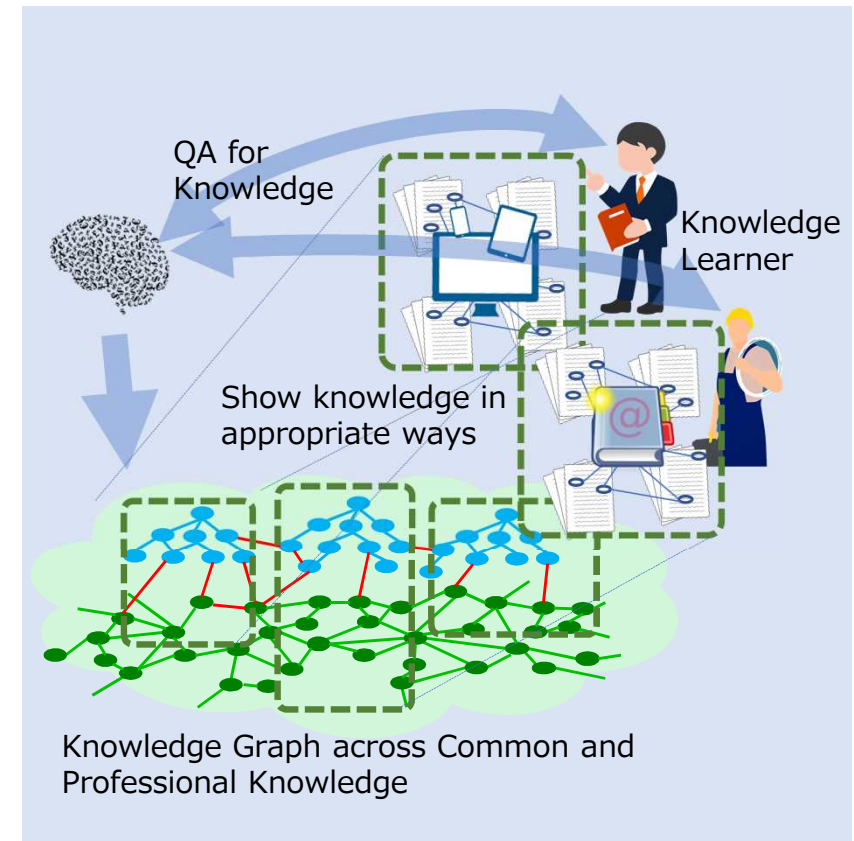 QA for
Knowledge
Knowledge
Learner
Show knowledge in
appropriate ways
@
Knowledge Graph across Common and
Professional Knowledge